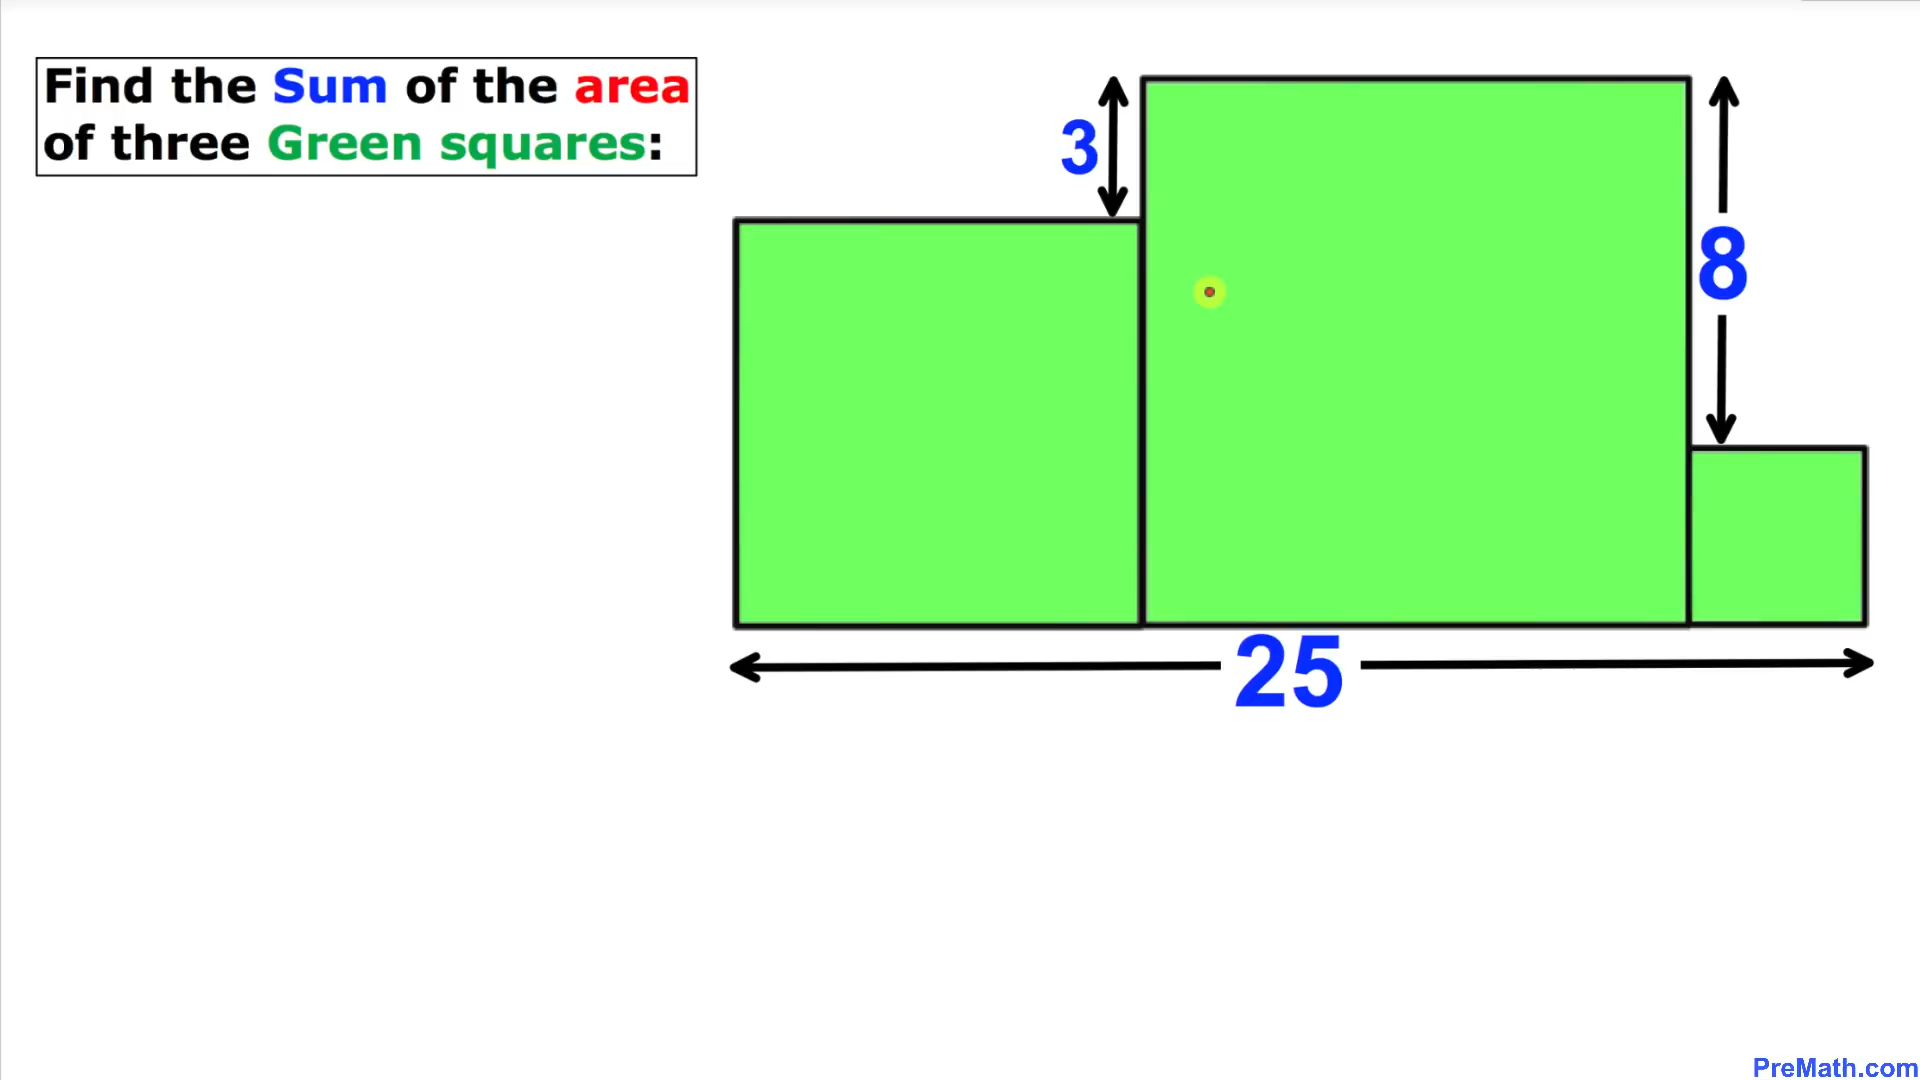 Find the Sum of the area
of three Green squares:
3
8
25
PreMath.com